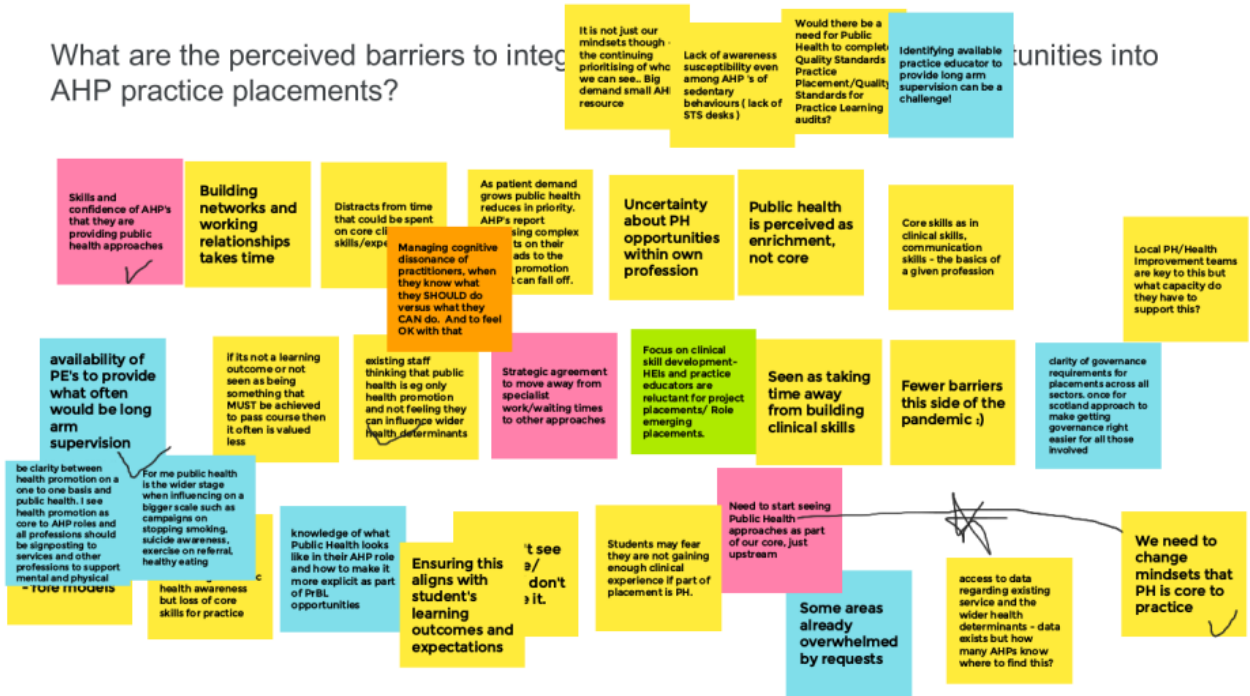 What are the perceived barriers to integ
tunities into
AHP practice placements?
It is not just our
mindsets though -
the continuing
prioritising of who
we can see.. Big
demand small AH
resource
Lack of awareness
susceptibility even
among AHP 's of
sedentary
behaviours ( lack of
STS desks )
Would there be a
need for Public
Health to complete
Quality Standards
Practice
Placement/Quality
Standards for
Practice Learning
audits?
Identifying available
practice educator to
provide long arm
supervision can be a
challenge!
Skills and
confidence of AHP's
that they are
providing public
health approaches
Building
networks and
working
relationships
takes time
Distracts from time
that could be spent
on core cli
skills/expe
Managing cognitive
dissonance of
practitioners, when
they know what
they SHOULD do
versus what they
CAN do. And to feel
OK with that
As patient demand
grows public health
reduces in priority.
AHP's report
sing complex
ts on their
ads to the
promotion
t can fall off.
Uncertainty
about PH
opportunities
within own
profession
Public health
is perceived as
enrichment,
not core
Core skills as in
clinical skills,
communication
skills - the basics of
a given profession
Local PH/Health
Improvement teams
are key to this but
what capacity do
they have to
support this?
availability of
PE's to provide
what often
would be long
arm
supervision
if its not a learning
outcome or not
seen as being
something that
MUST be achieved
to pass course then
it often is valued
less
existing staff
thinking that public
health is eg only
health promotion
and not feeling they
can influence wider
health determinants
Strategic agreement
to move away from
specialist
work/waiting times
to other approaches
Focus on clinical
skill development-
HEIs and practice
educators are
reluctant for project
placements/ Role
emerging
placements.
Seen as taking
time away
from building
clinical skills
Fewer barriers
this side of the
pandemic :)
clarity of governance
requirements for
placements across all
sectors. once for
scotland approach to
make getting
governance right
easier for all those
involved
be clarity between
health promotion on a
one to one basis and
public health. I see
health promotion as
core to AHP roles and
all professions should
be signposting to
services and other
professions to support
mental and physical
- role models
For me public health
is the wider stage
when influencing on a
bigger scale such as
campaigns on
stopping smoking,
suicide awareness,
exercise on referral,
healthy eating
health awareness
but loss of core
skills for practice
knowledge of what
Public Health looks
like in their AHP role
and how to make it
more explicit as part
of PrBL
opportunities
Ensuring this
aligns with
student's
learning
outcomes and
expectations
't see
e/
don't
e it.
Students may fear
they are not gaining
enough clinical
experience if part of
placement is PH.
Need to start seeing
Public Health
approaches as part
of our core, just
upstream
Some areas
already
overwhelmed
by requests
access to data
regarding existing
service and the
wider health
determinants - data
exists but how
many AHPs know
where to find this?
We need to
change
mindsets that
PH is core to
practice